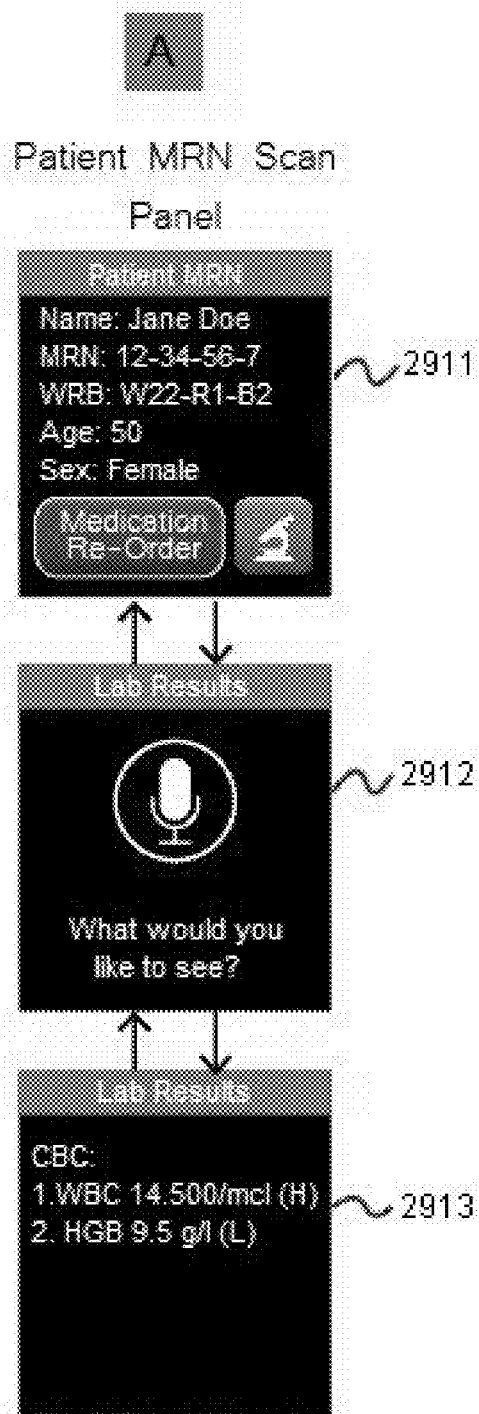 A
Patient MRN Scan
Panel
Patient MRN
Name: Jane Doe
MRN: 12-34-56-7
WRB: W22-R1-B2
Age: 50
Sex: Female
Medication
Re-Order
2911
Lab Results
2912
What would you
like to see?
Lab Results
CBC:
1.WBC 14.500/mcl (H)
2. HGB 9.5 g/l (L)
2913